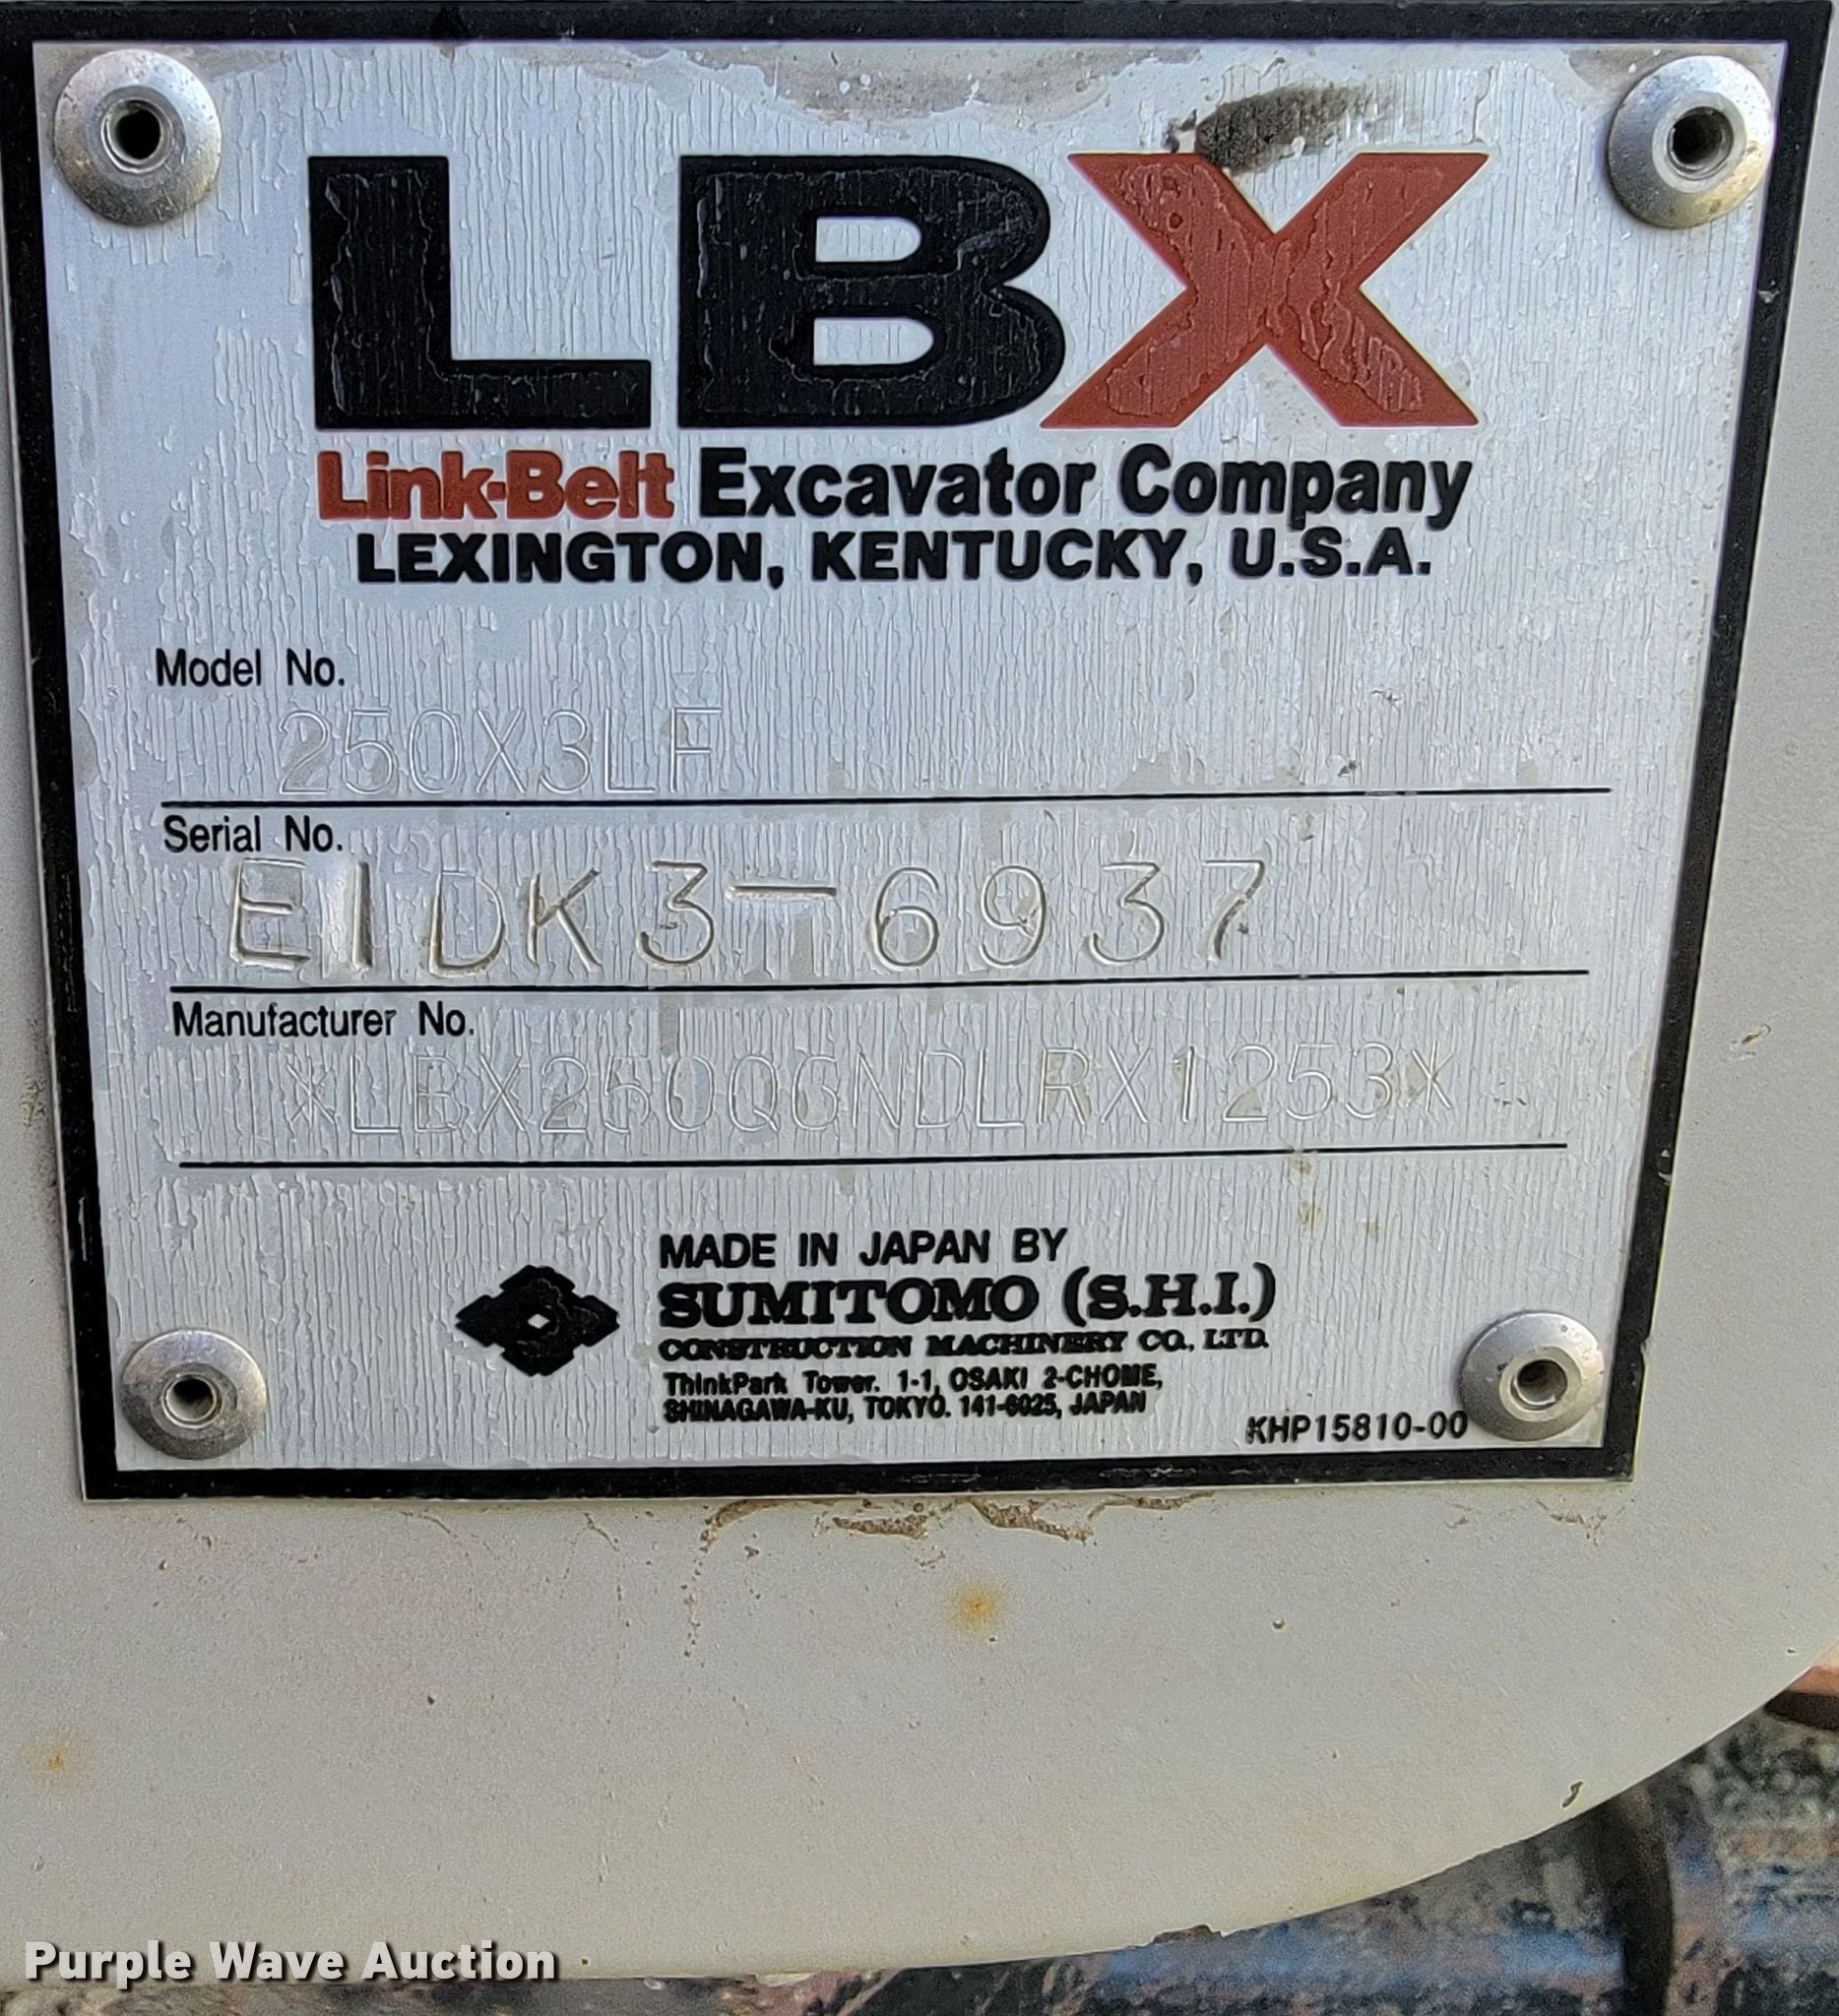 LBX
Link-Belt Excavator Company
LEXINGTON, KENTUCKY, U.S.A.
Model No.
250X3LF
Serial No.
EIDK3-6937
Manufacturer No.
*LBX250QGNDLRX1253*
MADE IN JAPAN BY
SUMITOMO (S.H.I.)
CONSTRUCTION MACHINERY CO., LTD.
ThinkPark Tower. 1-1, OSAKI 2-CHOME,
SHINAGAWA-KU, TOKYO. 141-6025, JAPAN
KHP15810-00
Purple Wave Auction